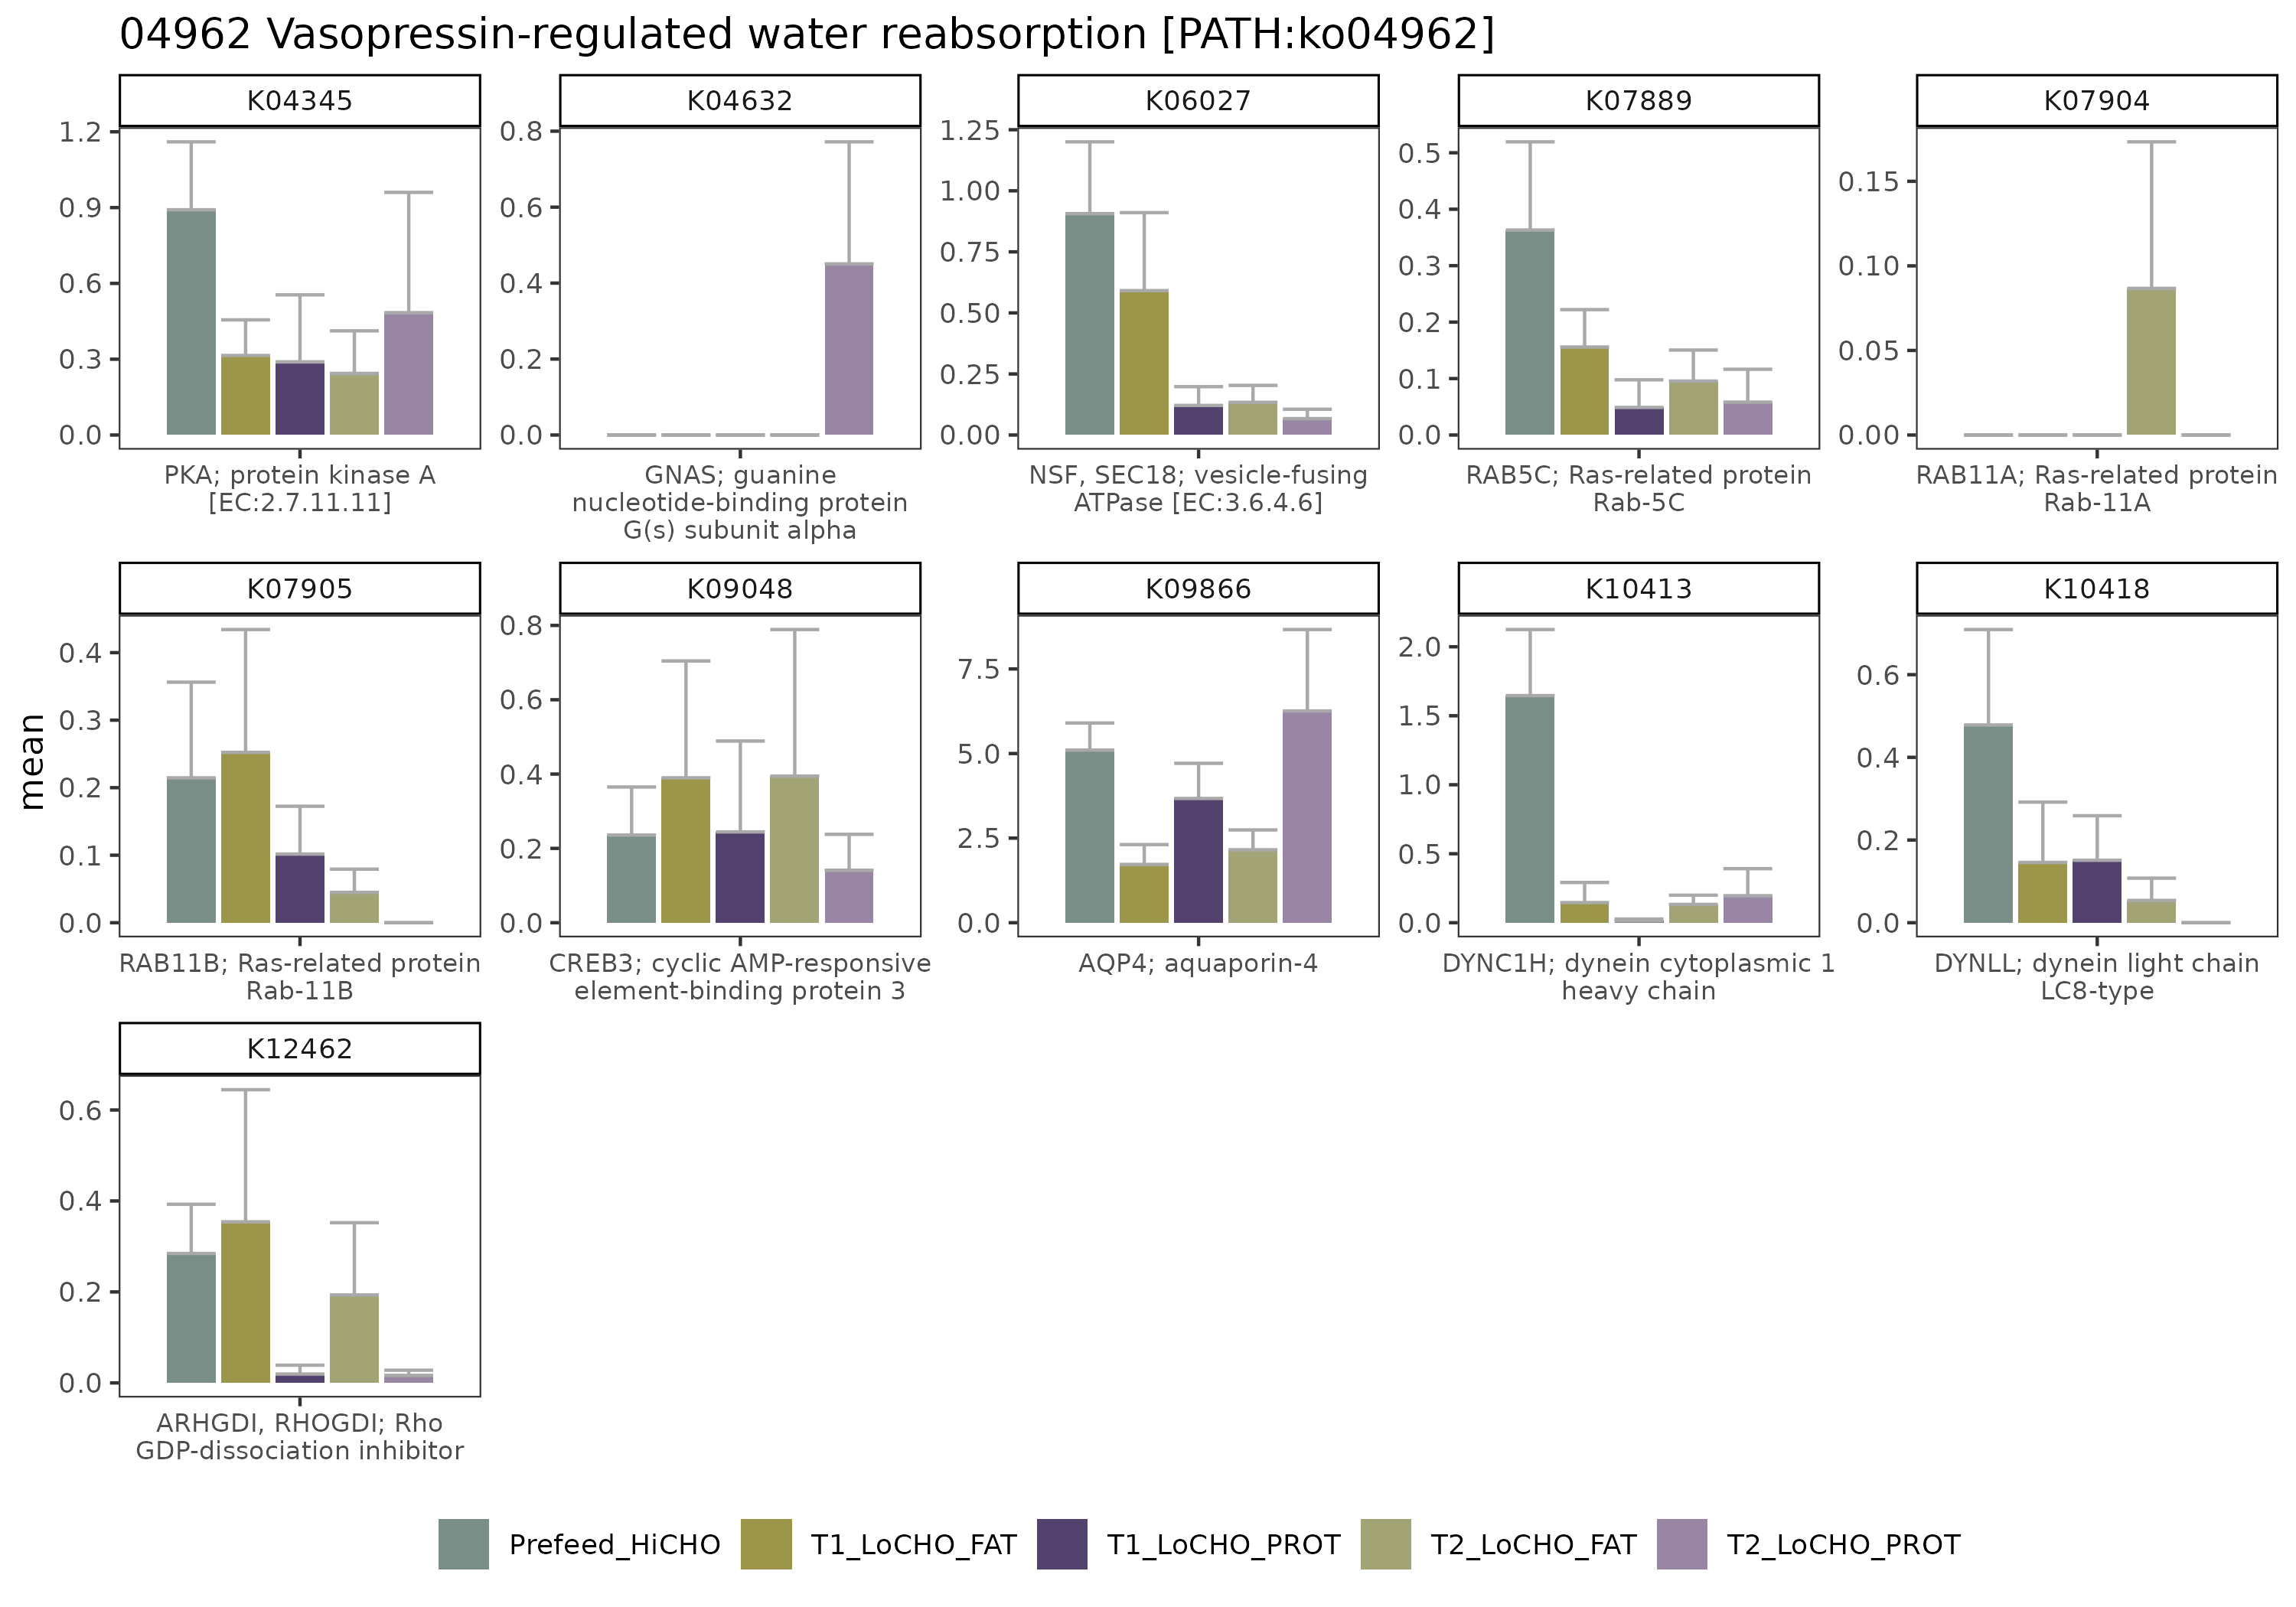 04962 Vasopressin-regulated water reabsorption [PATH:ko04962]
K04345
K04632
K06027
K07889
K07904
1.2
0.9
0.6
0.3
0.0
0.8
0.6
0.4
0.2
0.0
1.25
1.00
0.75
0.50
0.25
0.00
0.5
0.4
0.3
0.2
0.1
0.0
0.15
0.10
0.05
0.00
PKA; protein kinase A
[EC:2.7.11.11]
GNAS; guanine
nucleotide-binding protein
G(s) subunit alpha
NSF, SEC18; vesicle-fusing
ATPase [EC:3.6.4.6]
RAB5C; Ras-related protein
Rab-5C
RAB11A; Ras-related protein
Rab-11A
mean
K07905
K09048
K09866
K10413
K10418
0.4
0.3
0.2
0.1
0.0
0.8
0.6
0.4
0.2
0.0
7.5
5.0
2.5
0.0
2.0
1.5
1.0
0.5
0.0
0.6
0.4
0.2
0.0
RAB11B; Ras-related protein
Rab-11B
CREB3; cyclic AMP-responsive
element-binding protein 3
AQP4; aquaporin-4
DYNC1H; dynein cytoplasmic 1
heavy chain
DYNLL; dynein light chain
LC8-type
K12462
0.6
0.4
0.2
0.0
ARHGDI, RHOGDI; Rho
GDP-dissociation inhibitor
Prefeed_HiCHO
T1_LoCHO_FAT
T1_LoCHO_PROT
T2_LoCHO_FAT
T2_LoCHO_PROT